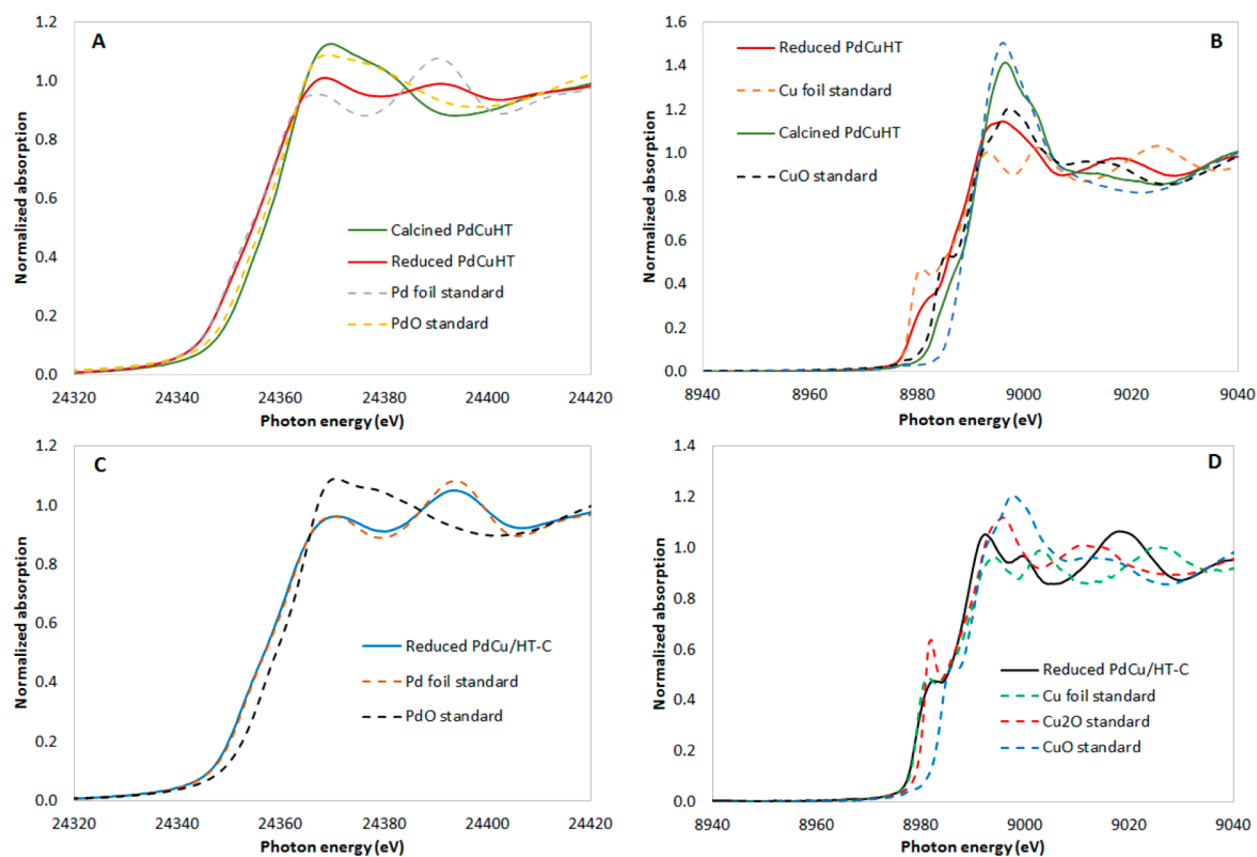 A
Normalized absorption
1.2
1.0
0.8
0.6
0.4
0.2
0.0
Calcined PdCuHT
Reduced PdCuHT
Pd foil standard
PdO standard
24320 24340 24360 24380 24400 24420
Photon energy (eV)
B
Normalized absorption
1.6
1.4
1.2
1.0
0.8
0.6
0.4
0.2
0.0
Reduced PdCuHT
Cu foil standard
Calcined PdCuHT
CuO standard
8940 8960 8980 9000 9020 9040
Photon energy (eV)
C
Normalized absorption
1.2
1.0
0.8
0.6
0.4
0.2
0.0
Reduced PdCu/HT-C
Pd foil standard
PdO standard
24320 24340 24360 24380 24400 24420
Photon energy (eV)
D
Normalized absorption
1.4
1.2
1.0
0.8
0.6
0.4
0.2
0.0
Reduced PdCu/HT-C
Cu foil standard
Cu2O standard
CuO standard
8940 8960 8980 9000 9020 9040
Photon energy (eV)